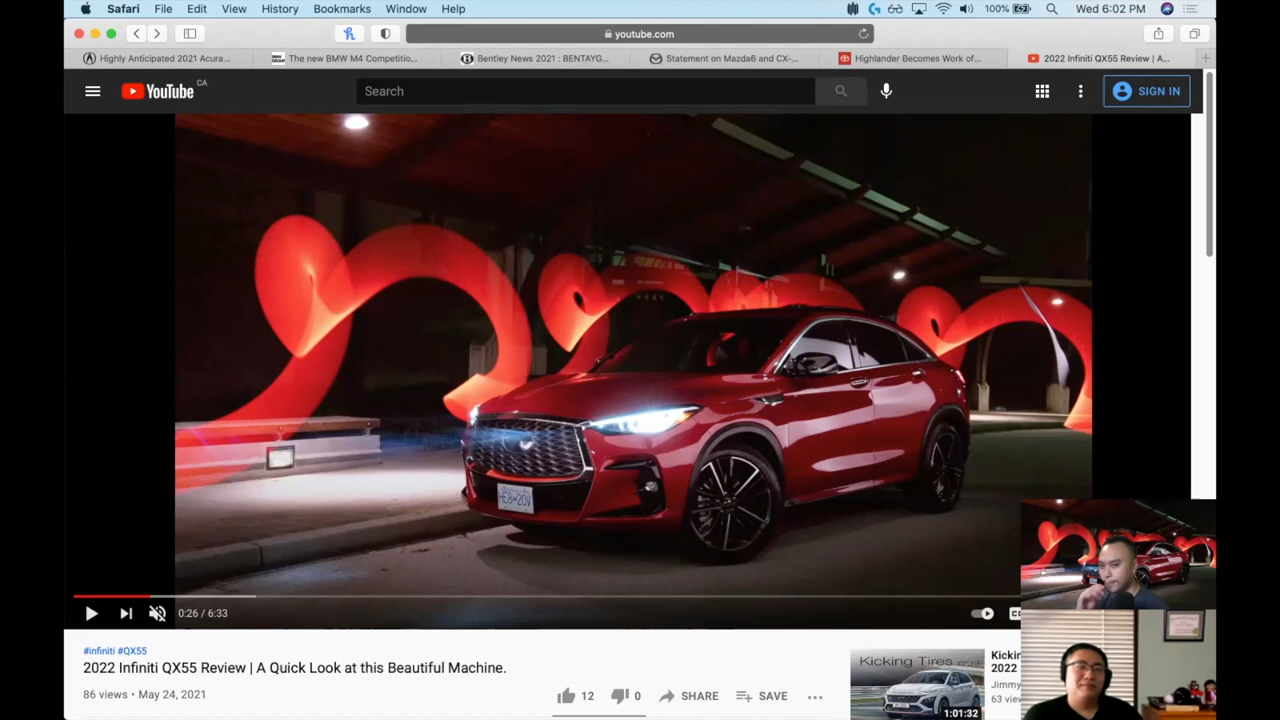 Safari File Edit View History Bookmarks Window Help 100% Wed 6:02 PM
youtube.com
Highly Anticipated 2021 Acura... The new BMW M4 Competitio... Bentley News 2021 : BENTAYG... Statement on Mazda6 and CX-... Highlander Becomes Work of... 2022 Infiniti QX55 Review | A...
YouTube CA Search SIGN IN
0:26 / 6:33
#infiniti #QX55
2022 Infiniti QX55 Review | A Quick Look at this Beautiful Machine.
86 views • May 24, 2021 12 0 SHARE SAVE
Kicking Tires
1:01:32
2022
Jimmy
63